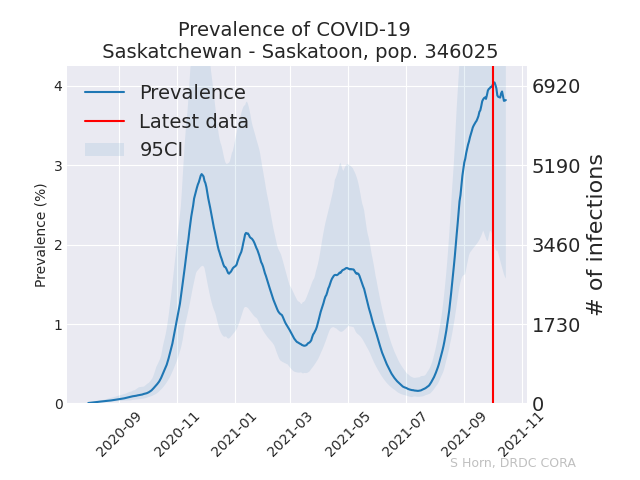 Prevalence of COVID-19
Saskatchewan - Saskatoon, pop. 346025
Prevalence
Latest data
95CI
Prevalence (%)
4
3
2
1
0
6920
5190
3460
1730
0
# of infections
2020-09
2020-11
2021-01
2021-03
2021-05
2021-07
2021-09
2021-11
S Horn, DRDC CORA